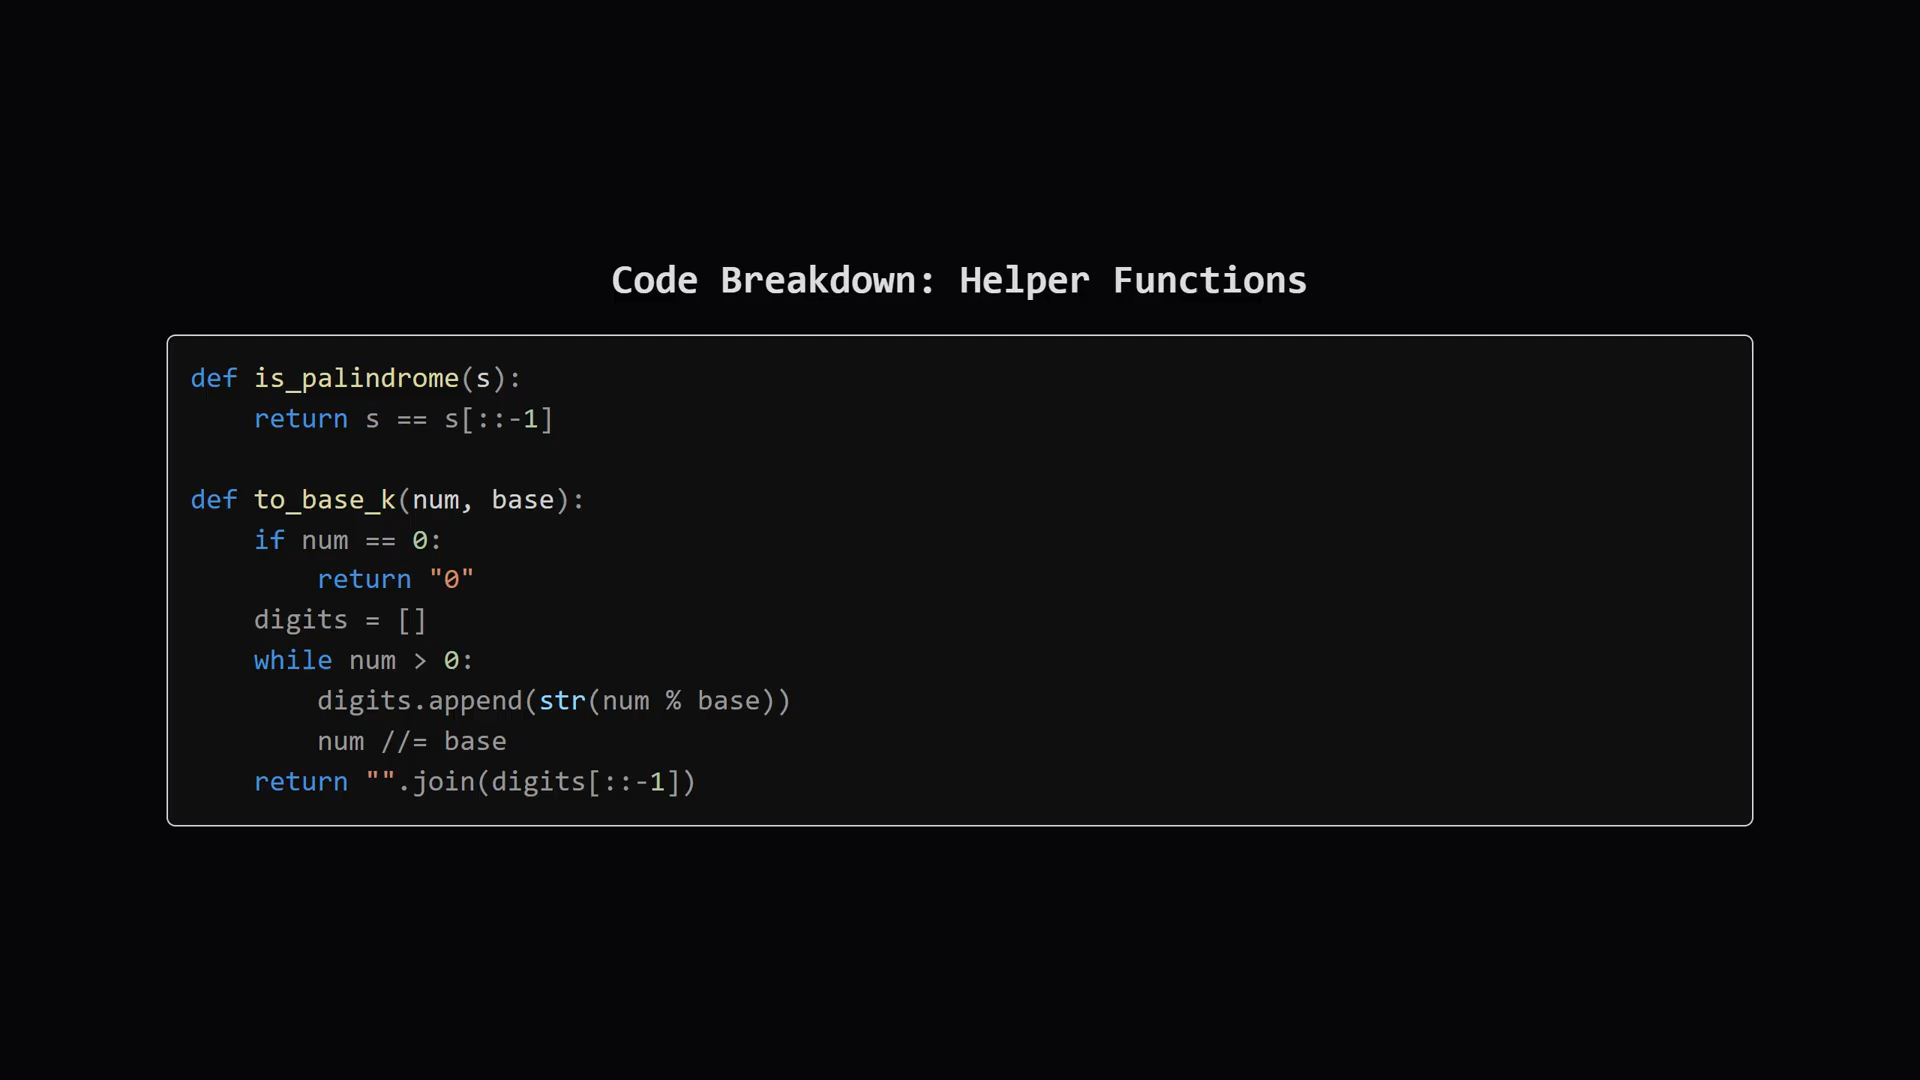 Code Breakdown: Helper Functions
def is_palindrome(s):
    return s == s[::-1]

def to_base_k(num, base):
    if num == 0:
        return "0"
    digits = []
    while num > 0:
        digits.append(str(num % base))
        num //= base
    return "".join(digits[::-1])